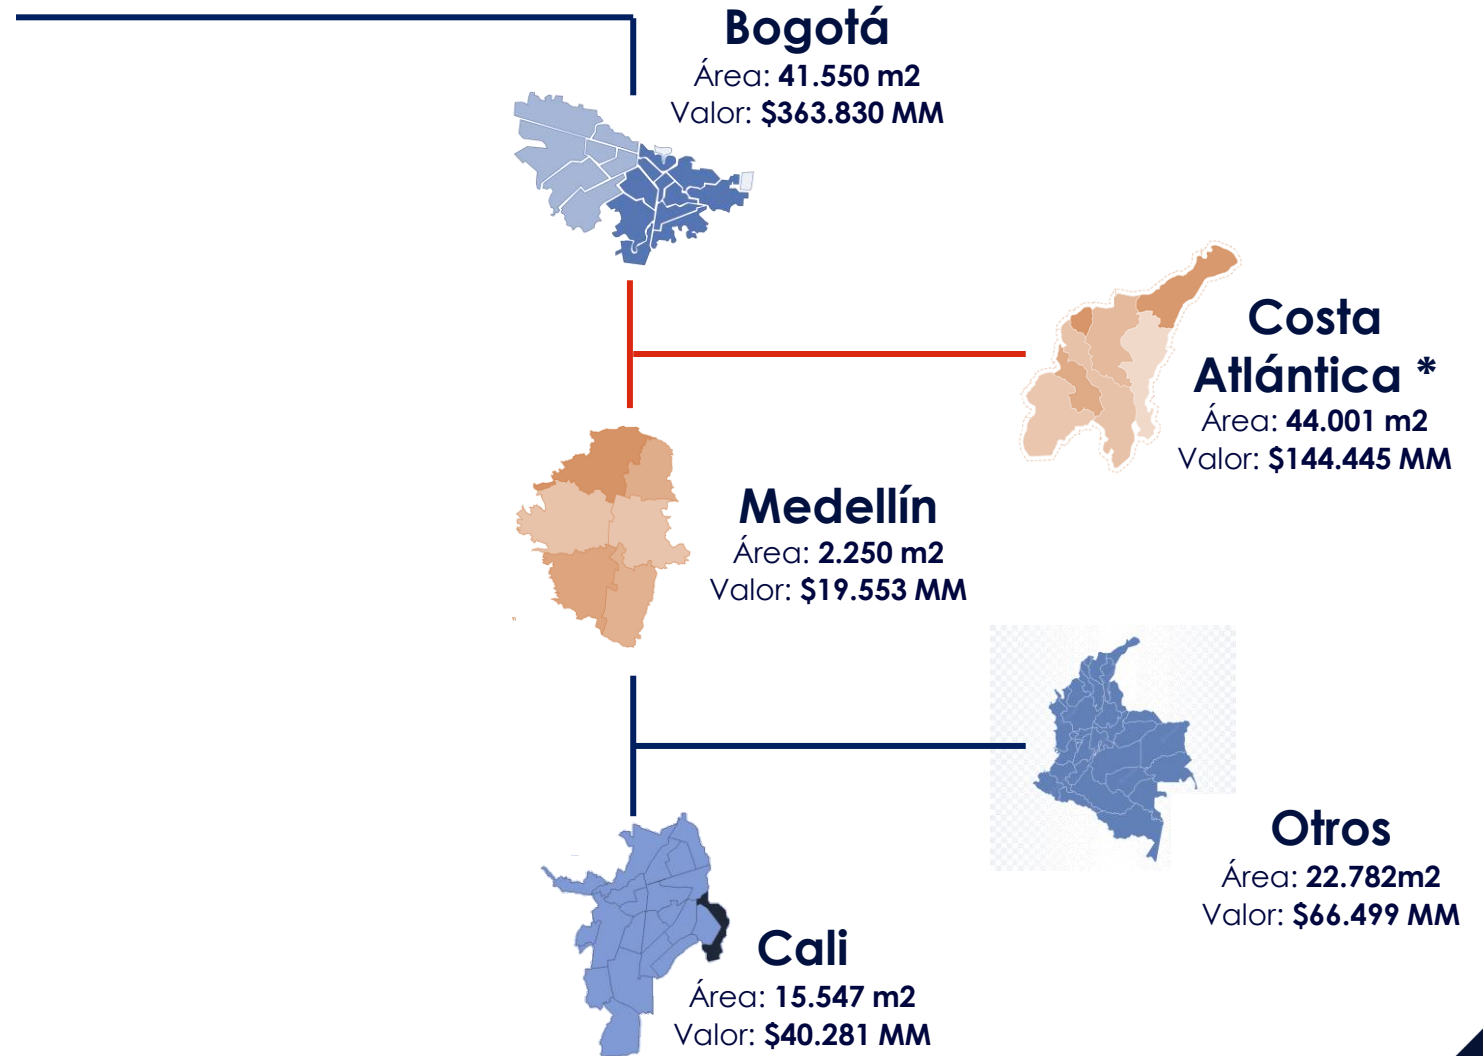 Bogotá
Área: 41.550 m2
Valor: $363.830 MM
Costa
Atlántica *
Área: 44.001 m2
Valor: $144.445 MM
Medellín
Área: 2.250 m2
Valor: $19.553 MM
Otros
Área: 22.782m2
Valor: $66.499 MM
Cali
Área: 15.547 m2
Valor: $40.281 MM